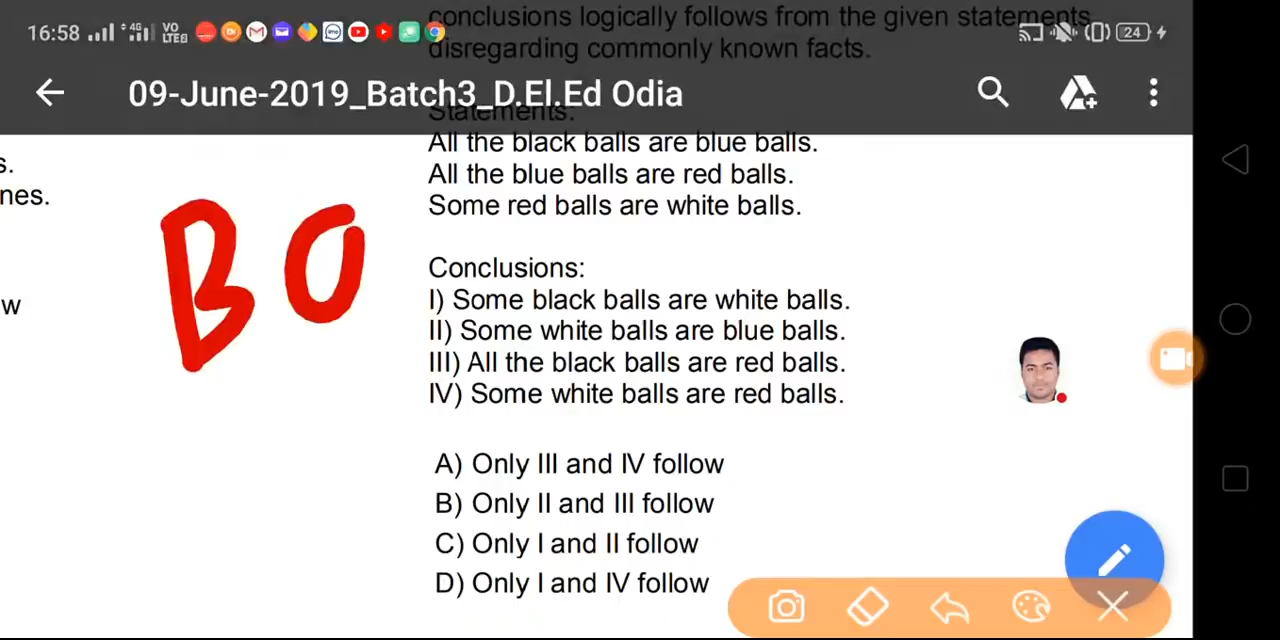 conclusions logically follows from the given statements
16:58 4G VO LTE 24
disregarding commonly known facts.
09-June-2019_Batch3_D.El.Ed Odia
Statements:
s.
nes.
w
BO
All the black balls are blue balls.
All the blue balls are red balls.
Some red balls are white balls.
Conclusions:
I) Some black balls are white balls.
II) Some white balls are blue balls.
III) All the black balls are red balls.
IV) Some white balls are red balls.
A) Only III and IV follow
B) Only II and III follow
C) Only I and II follow
D) Only I and IV follow